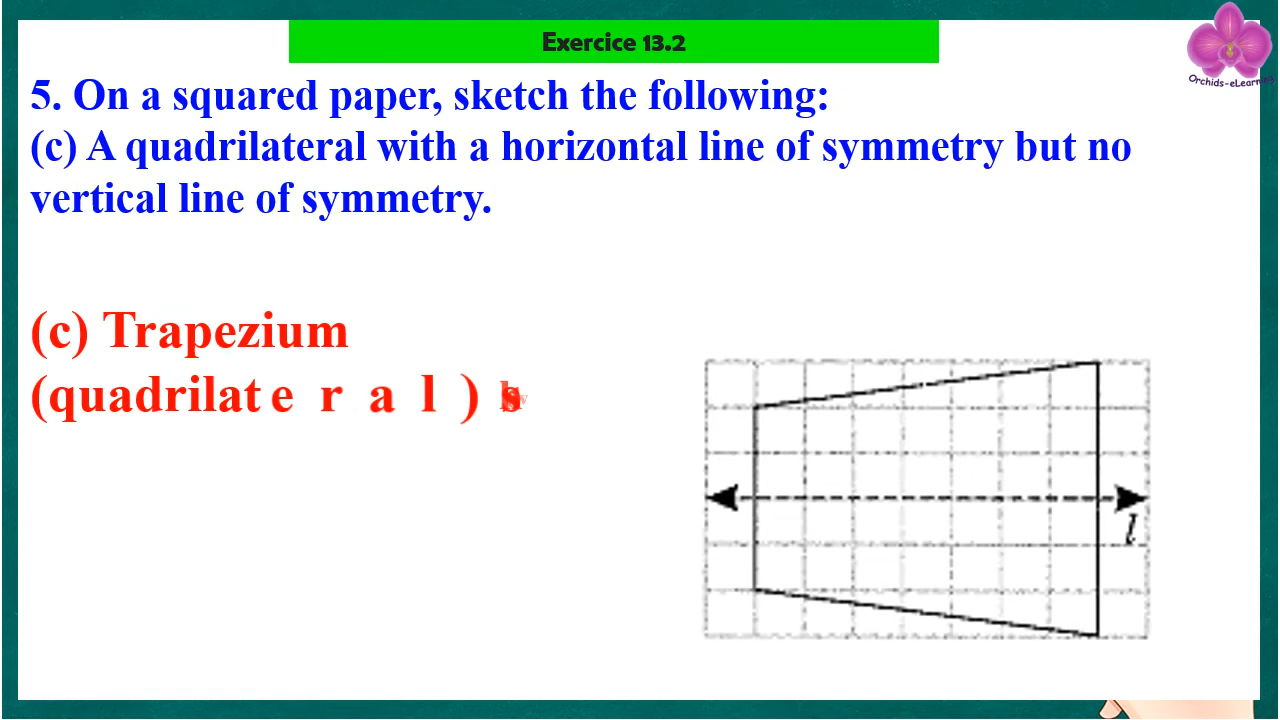 Exercice 13.2
Orchids-eLearning
5. On a squared paper, sketch the following:
(c) A quadrilateral with a horizontal line of symmetry but no
vertical line of symmetry.
(c) Trapezium
(quadrilateral)
l